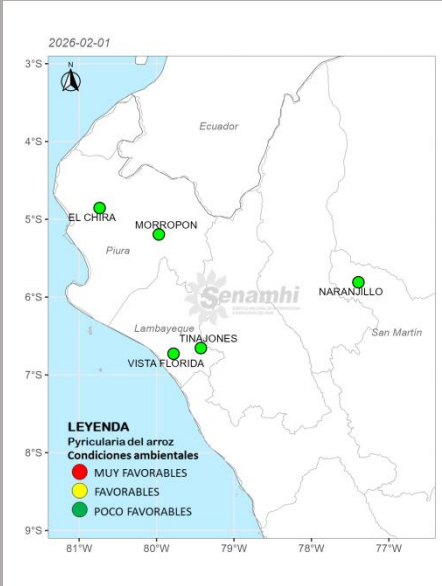 2026-02-01
3°S
N
4°S
Ecuador
5°S
EL CHIRA
MORROPON
Piura
6°S
Senamhi
NARANJILLO
Lambayeque
San Martín
TINAJONES
VISTA FLORIDA
7°S
LEYENDA
Pyricularia del arroz
Condiciones ambientales
MUY FAVORABLES
FAVORABLES
POCO FAVORABLES
8°S
9°S
81°W
80°W
79°W
78°W
77°W